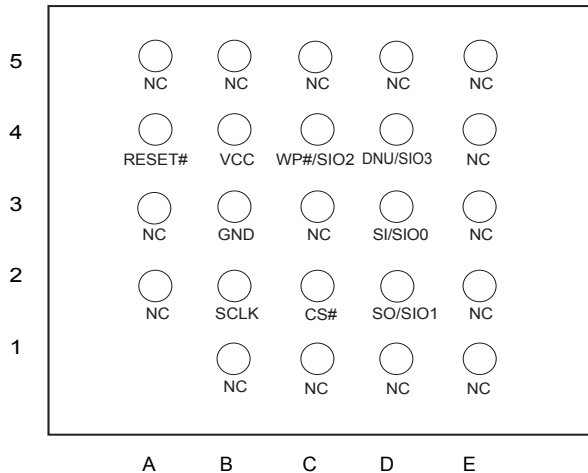 5
NC NC NC NC NC
4
RESET# VCC WP#/SIO2 DNU/SIO3 NC
3
NC GND NC SI/SIO0 NC
2
NC SCLK CS# SO/SIO1 NC
1
NC NC NC NC
A B C D E